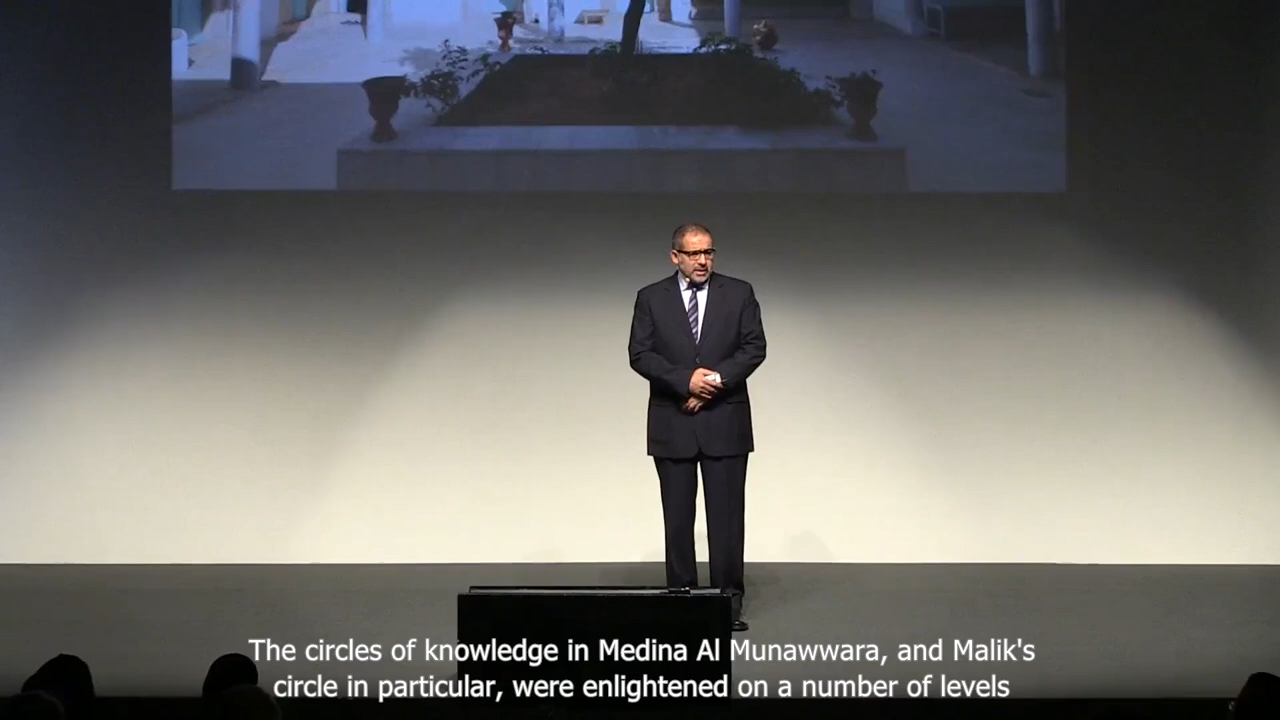 The circles of knowledge in Medina Al Munawwara, and Malik's
circle in particular, were enlightened on a number of levels